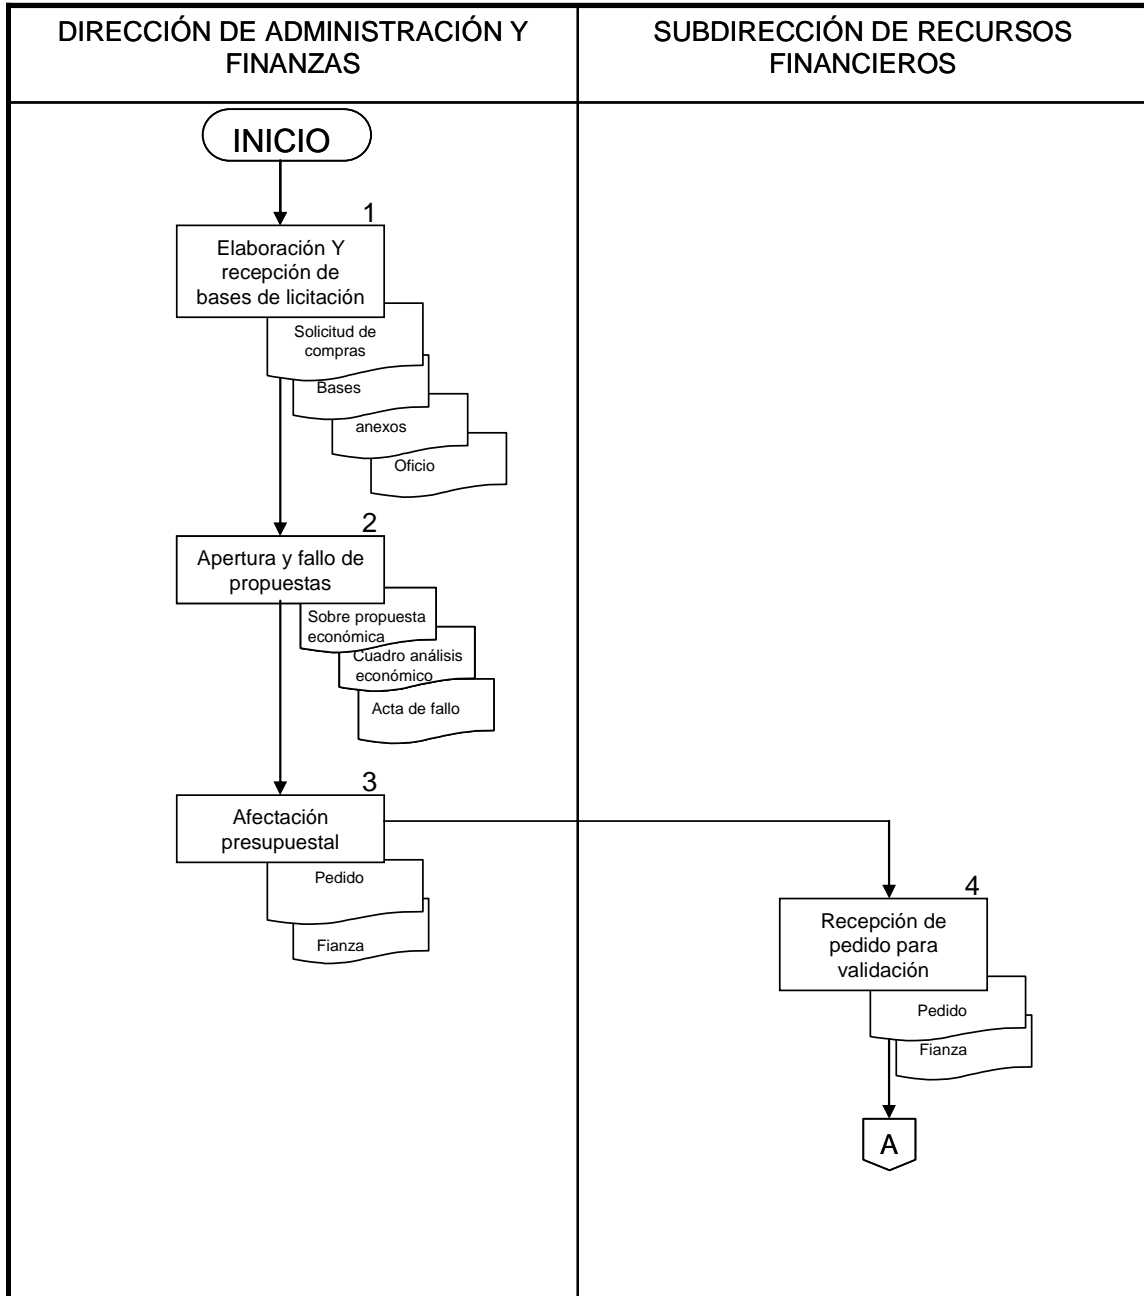 DIRECCIÓN DE ADMINISTRACIÓN Y
FINANZAS
SUBDIRECCIÓN DE RECURSOS
FINANCIEROS
INICIO
1
Elaboración Y
recepción de
bases de licitación
Solicitud de
compras
Bases
anexos
Oficio
2
Apertura y fallo de
propuestas
Sobre propuesta
económica
Cuadro análisis
económico
Acta de fallo
3
Afectación
presupuestal
Pedido
Fianza
4
Recepción de
pedido para
validación
Pedido
Fianza
A